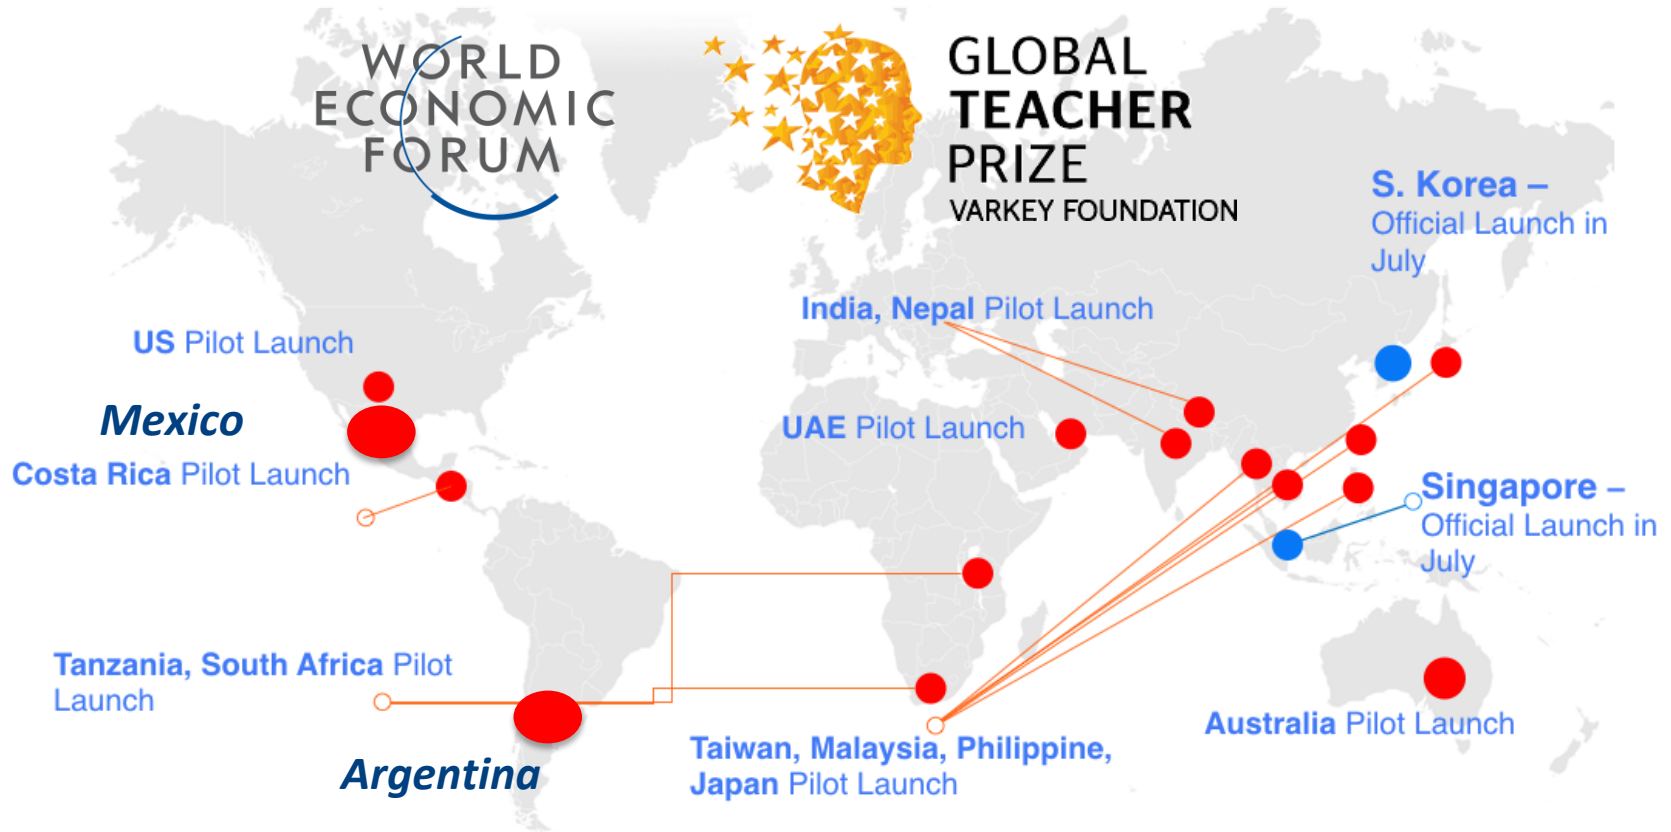 WORLD
ECONOMIC
FORUM
GLOBAL
TEACHER
PRIZE
VARKEY FOUNDATION
S. Korea –
Official Launch in
July
India, Nepal Pilot Launch
US Pilot Launch
Mexico
UAE Pilot Launch
Costa Rica Pilot Launch
Singapore –
Official Launch in
July
Tanzania, South Africa Pilot
Launch
Australia Pilot Launch
Taiwan, Malaysia, Philippine,
Japan Pilot Launch
Argentina